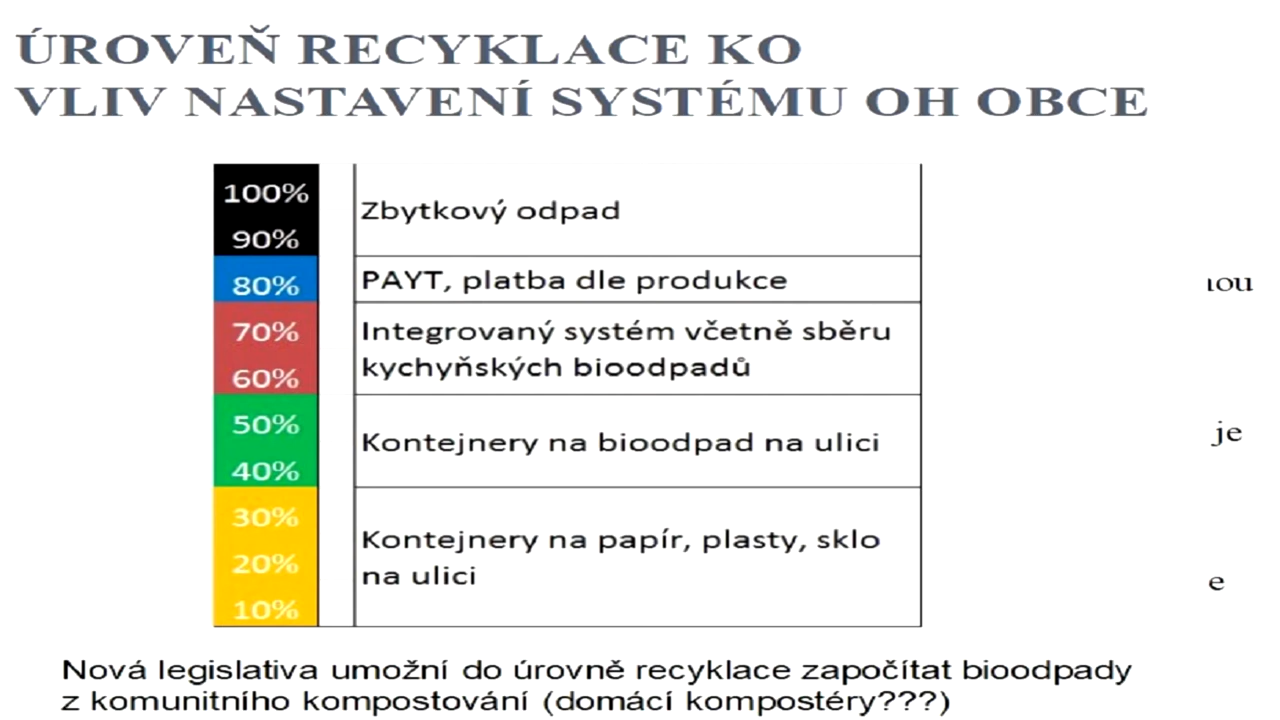 ÚROVEŇ RECYKLACE KO
VLIV NASTAVENÍ SYSTÉMU OH OBCE
100%
90%
Zbytkový odpad
80%
PAYT, platba dle produkce
70%
60%
Integrovaný systém včetně sběru
kychyňských bioodpadů
50%
40%
Kontejnery na bioodpad na ulici
30%
20%
10%
Kontejnery na papír, plasty, sklo
na ulici
je
e
Nová legislativa umožní do úrovně recyklace započítat bioodpady
z komunitního kompostování (domácí kompostéry???)